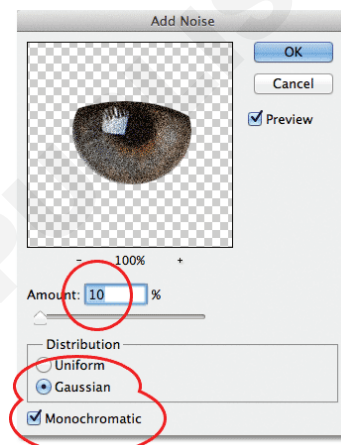 Add Noise
OK
Cancel
Preview
- 100% +
Amount: 10 %
Distribution
Uniform
Gaussian
Monochromatic